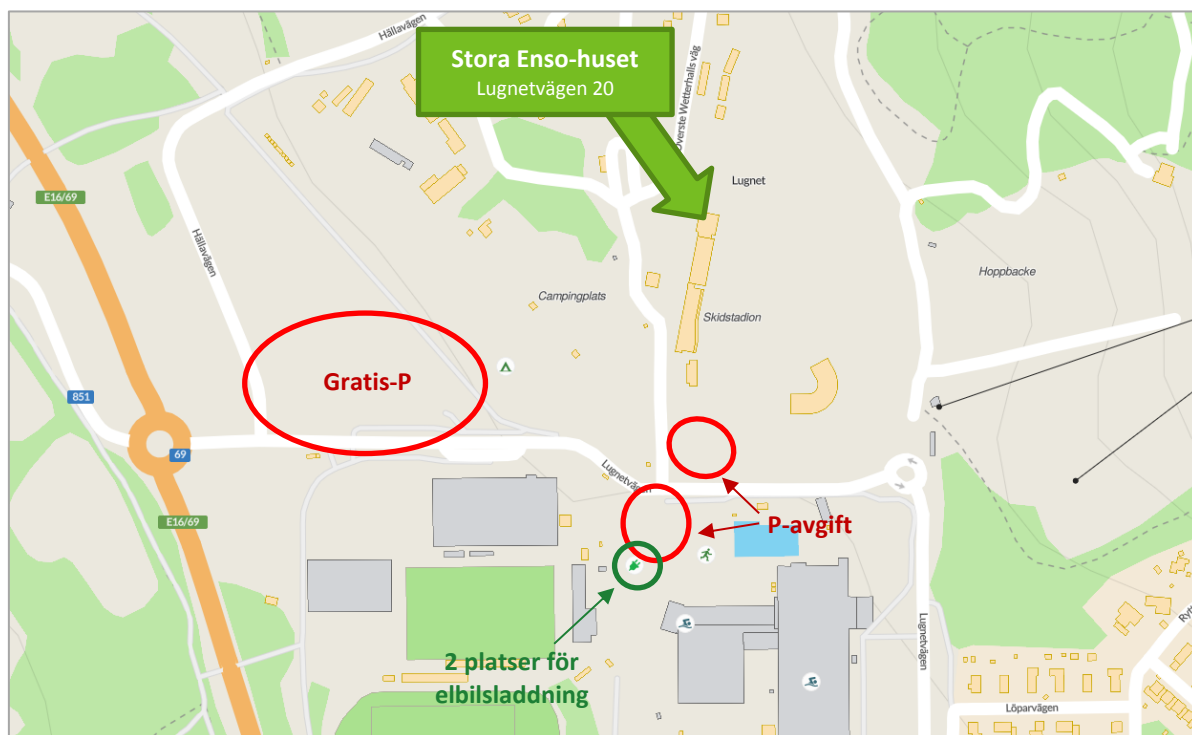 Hällavägen
Stora Enso-huset
Lugnetvägen 20
Överste Wetterhalls väg
Lugnet
E16/69
Hällavägen
Hoppbacke
Campingplats
Skidstadion
Gratis-P
851
69
Lugnetvägen
E16/69
P-avgift
2 platser för
elbilsladdning
Lugnetvägen
Löparvägen